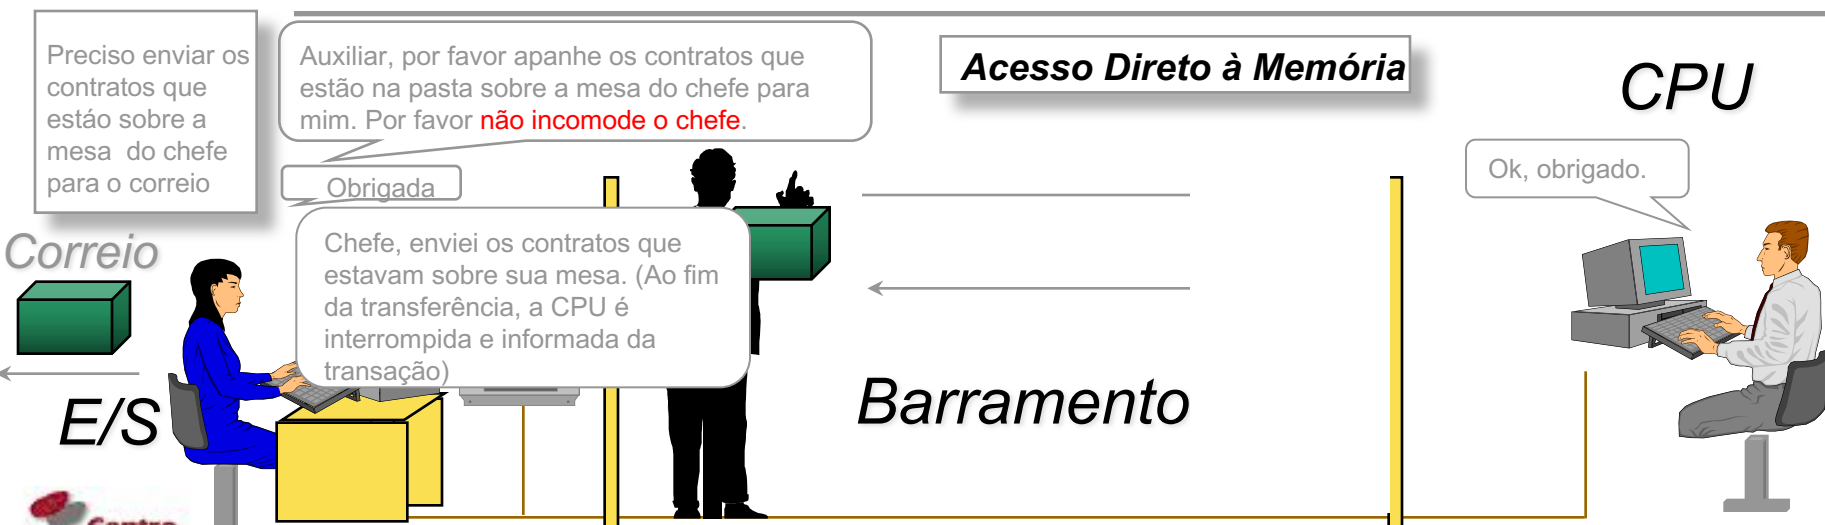 Preciso enviar os
contratos que
estáo sobre a
mesa do chefe
para o correio
Auxiliar, por favor apanhe os contratos que
estão na pasta sobre a mesa do chefe para
mim. Por favor não incomode o chefe.
Obrigada
Chefe, enviei os contratos que
estavam sobre sua mesa. (Ao fim
da transferência, a CPU é
interrompida e informada da
transação)
Acesso Direto à Memória
CPU
Ok, obrigado.
Correio
E/S
Barramento
Centro